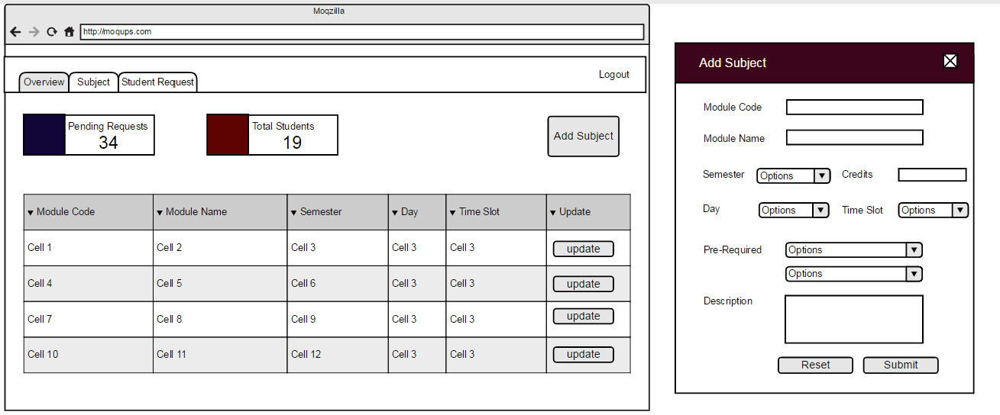 Moqzilla
http://moqups.com
Overview Subject Student Request Logout
Pending Requests
34
Total Students
19
Add Subject
Module Code Module Name Semester Day Time Slot Update
Cell 1 Cell 2 Cell 3 Cell 3 Cell 3 update
Cell 4 Cell 5 Cell 6 Cell 3 Cell 3 update
Cell 7 Cell 8 Cell 9 Cell 3 Cell 3 update
Cell 10 Cell 11 Cell 12 Cell 3 Cell 3 update
Add Subject
Module Code
Module Name
Semester Options Credits
Day Options Time Slot Options
Pre-Required Options
Options
Description
Reset Submit